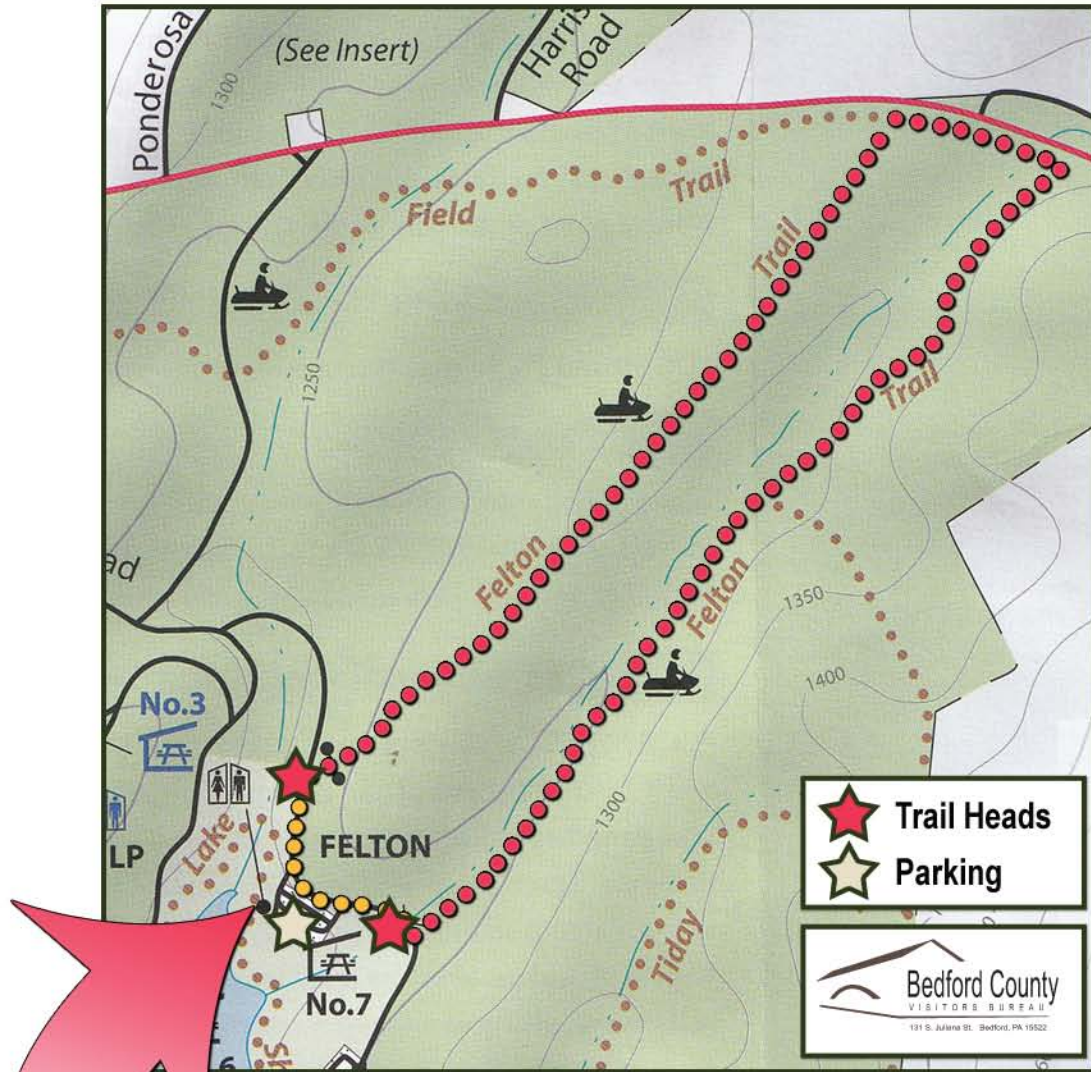 Ponderosa
(See Insert)
Harris
Road
1300
Field
Trail
Trail
1250
Trail
Felton
Felton
1350
1400
ad
No.3
LP
Lake
FELTON
1300
No.7
Tiday
Trail Heads
Parking
Bedford County
VISITORS BUREAU
131 S. Juliana St. Bedford, PA 15522